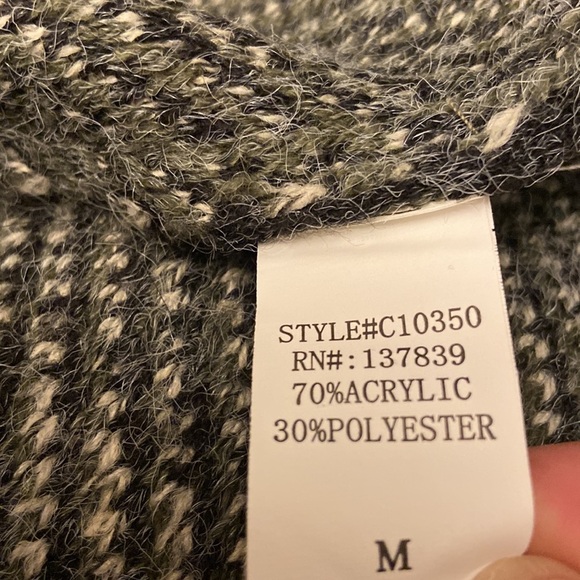 STYLE#C10350
RN#:137839
70%ACRYLIC
30%POLYESTER
M